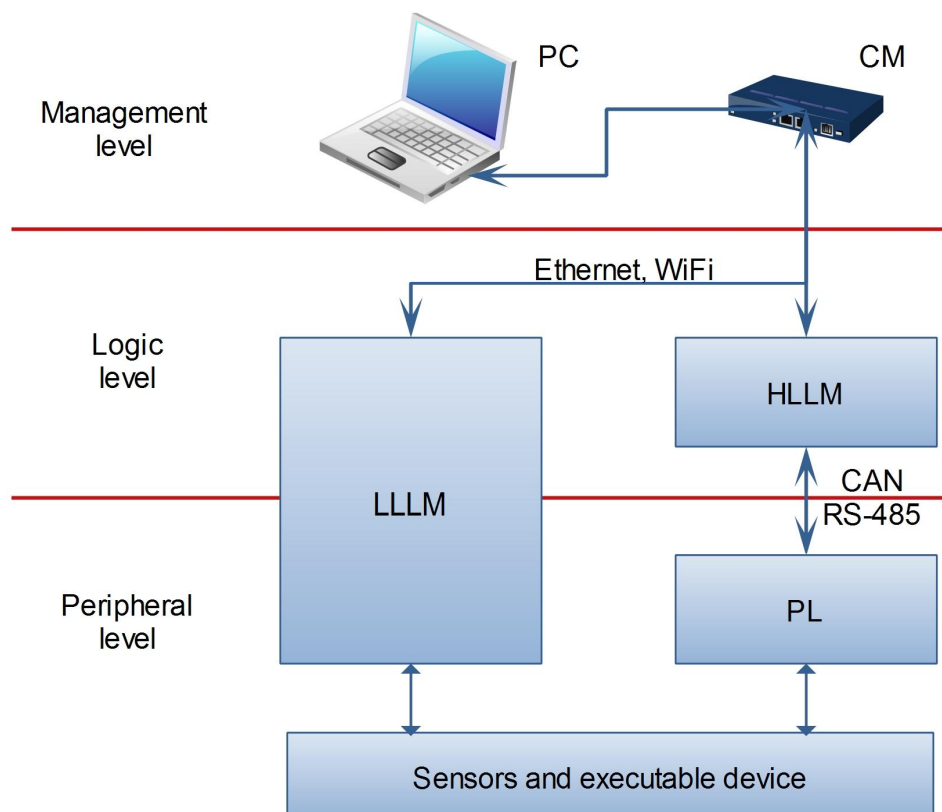 PC
CM
Management
level
Ethernet, WiFi
Logic
level
HLLM
LLLM
CAN
RS-485
Peripheral
level
PL
Sensors and executable device